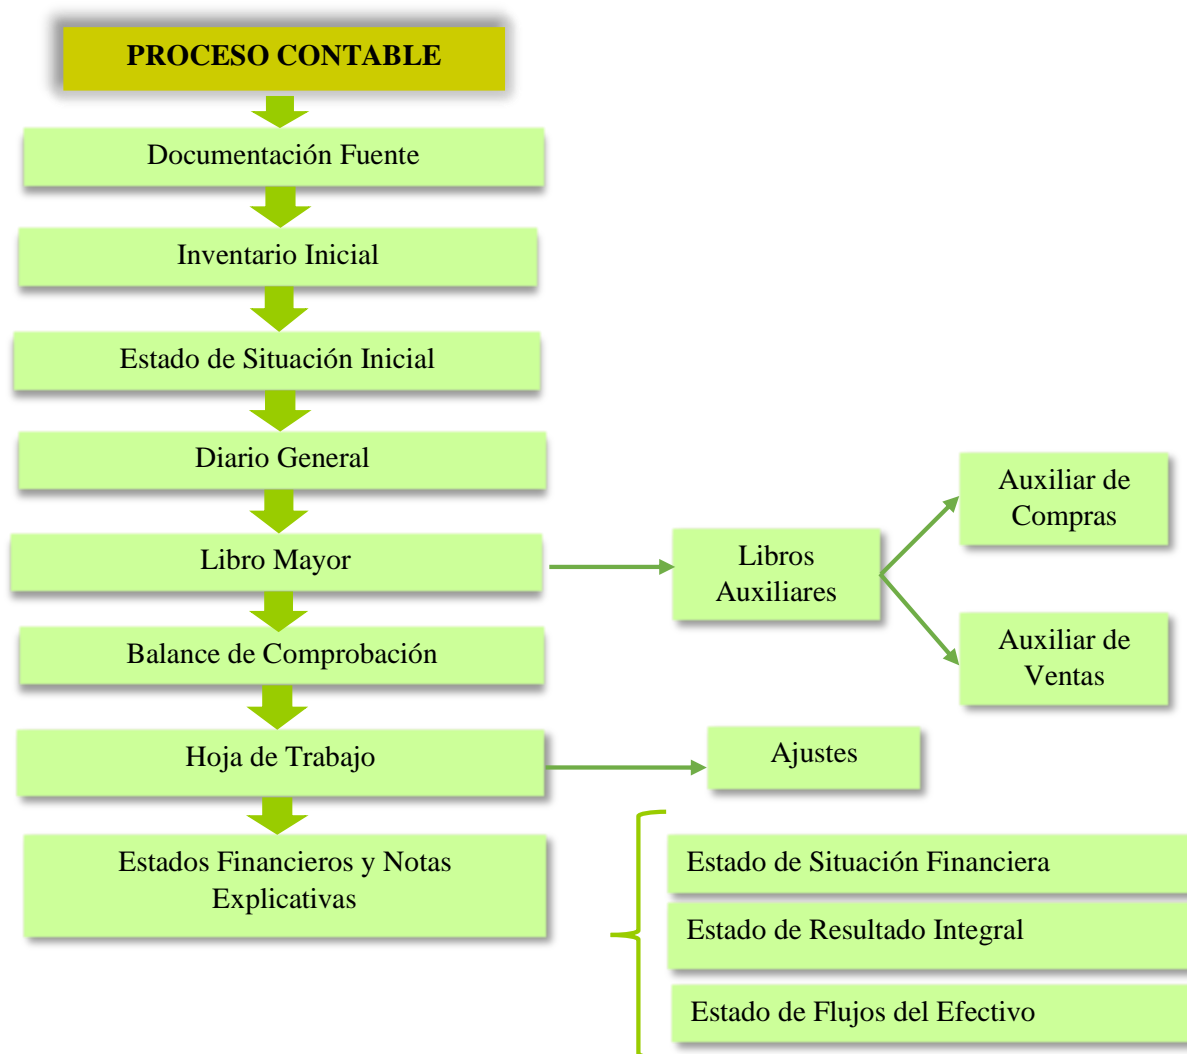 PROCESO CONTABLE
Documentación Fuente
Inventario Inicial
Estado de Situación Inicial
Diario General
Libro Mayor
Libros
Auxiliares
Auxiliar de
Compras
Auxiliar de
Ventas
Balance de Comprobación
Hoja de Trabajo
Ajustes
Estados Financieros y Notas
Explicativas
Estado de Situación Financiera
Estado de Resultado Integral
Estado de Flujos del Efectivo